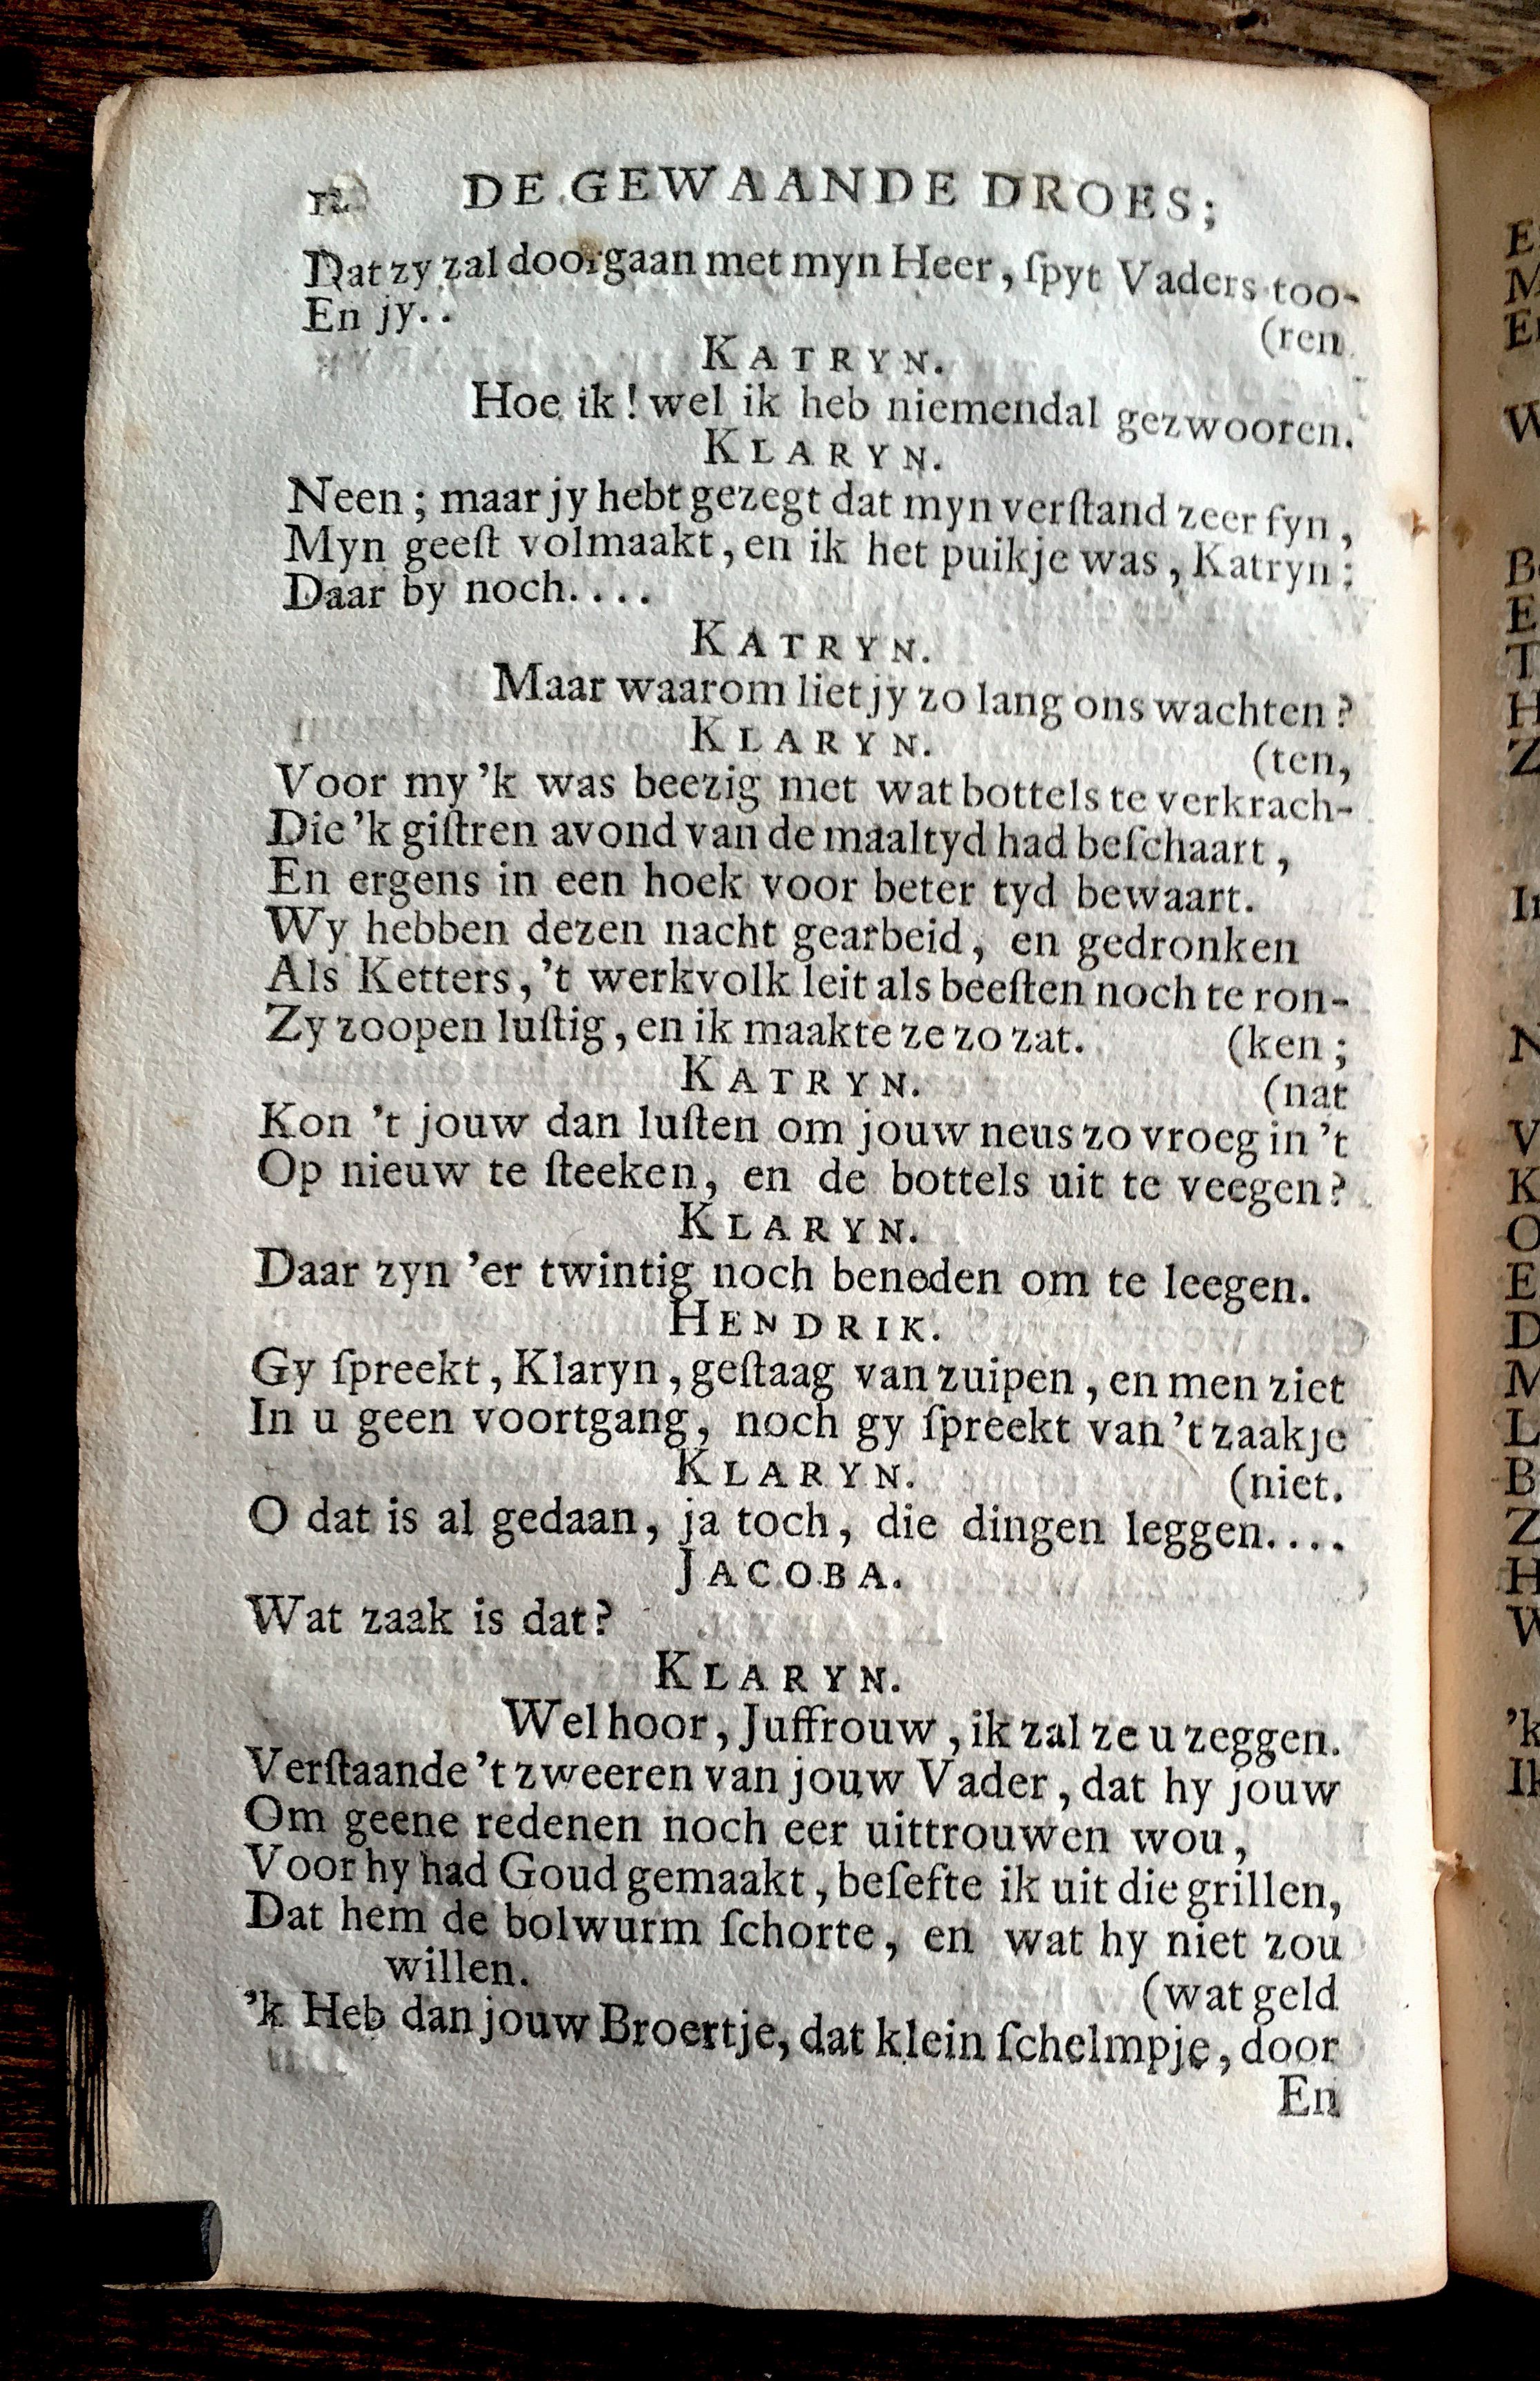 12 DE GEWAANDE DROES;
Dat zy zal doorgaan met myn Heer, ſpyt Vaders too-
En jy.. (ren
KATRYN.
Hoe ik! wel ik heb niemendal gezwooren.
KLARYN.
Neen; maar jy hebt gezegt dat myn verſtand zeer fyn,
Myn geeſt volmaakt, en ik het puikje was, Katryn;
Daar by noch....
KATRYN.
Maar waarom liet jy zo lang ons wachten?
KLARYN. (ten,
Voor my 'k was beezig met wat bottels te verkrach-
Die 'k giſtren avond van de maaltyd had beſchaart,
En ergens in een hoek voor beter tyd bewaart.
Wy hebben dezen nacht gearbeid, en gedronken
Als Ketters, 't werkvolk leit als beeſten noch te ron-
Zy zoopen luſtig, en ik maakte ze zo zat. (ken;
KATRYN. (nat
Kon 't jouw dan luſten om jouw neus zo vroeg in 't
Op nieuw te ſteeken, en de bottels uit te veegen?
KLARYN.
Daar zyn 'er twintig noch beneden om te leegen.
HENDRIK.
Gy ſpreekt, Klaryn, geſtaag van zuipen, en men ziet
In u geen voortgang, noch gy ſpreekt van 't zaakje
KLARYN. (niet.
O dat is al gedaan, ja toch, die dingen leggen....
JACOBA.
Wat zaak is dat?
KLARYN.
Wel hoor, Juffrouw, ik zal ze u zeggen.
Verſtaande 't zweeren van jouw Vader, dat hy jouw
Om geene redenen noch eer uittrouwen wou,
Voor hy had Goud gemaakt, beſefte ik uit die grillen,
Dat hem de bolwurm ſchorte, en wat hy niet zou
willen. (wat geld
'k Heb dan jouw Broertje, dat klein ſchelmpje, door
En